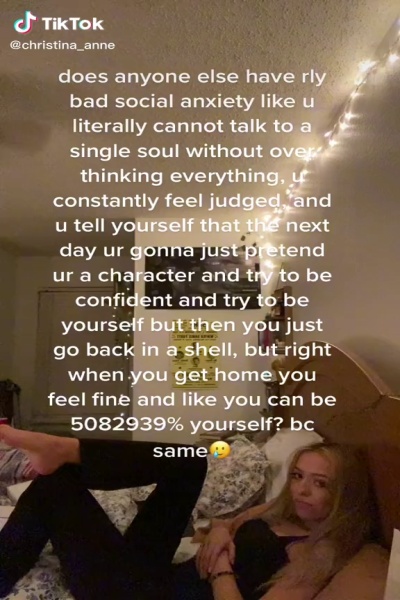 TikTok
@christina_anne
does anyone else have rly
bad social anxiety like u
literally cannot talk to a
single soul without over
thinking everything, u
constantly feel judged, and
u tell yourself that the next
day ur gonna just pretend
ur a character and try to be
confident and try to be
yourself but then you just
go back in a shell, but right
when you get home you
feel fine and like you can be
5082939% yourself? bc
same🥲